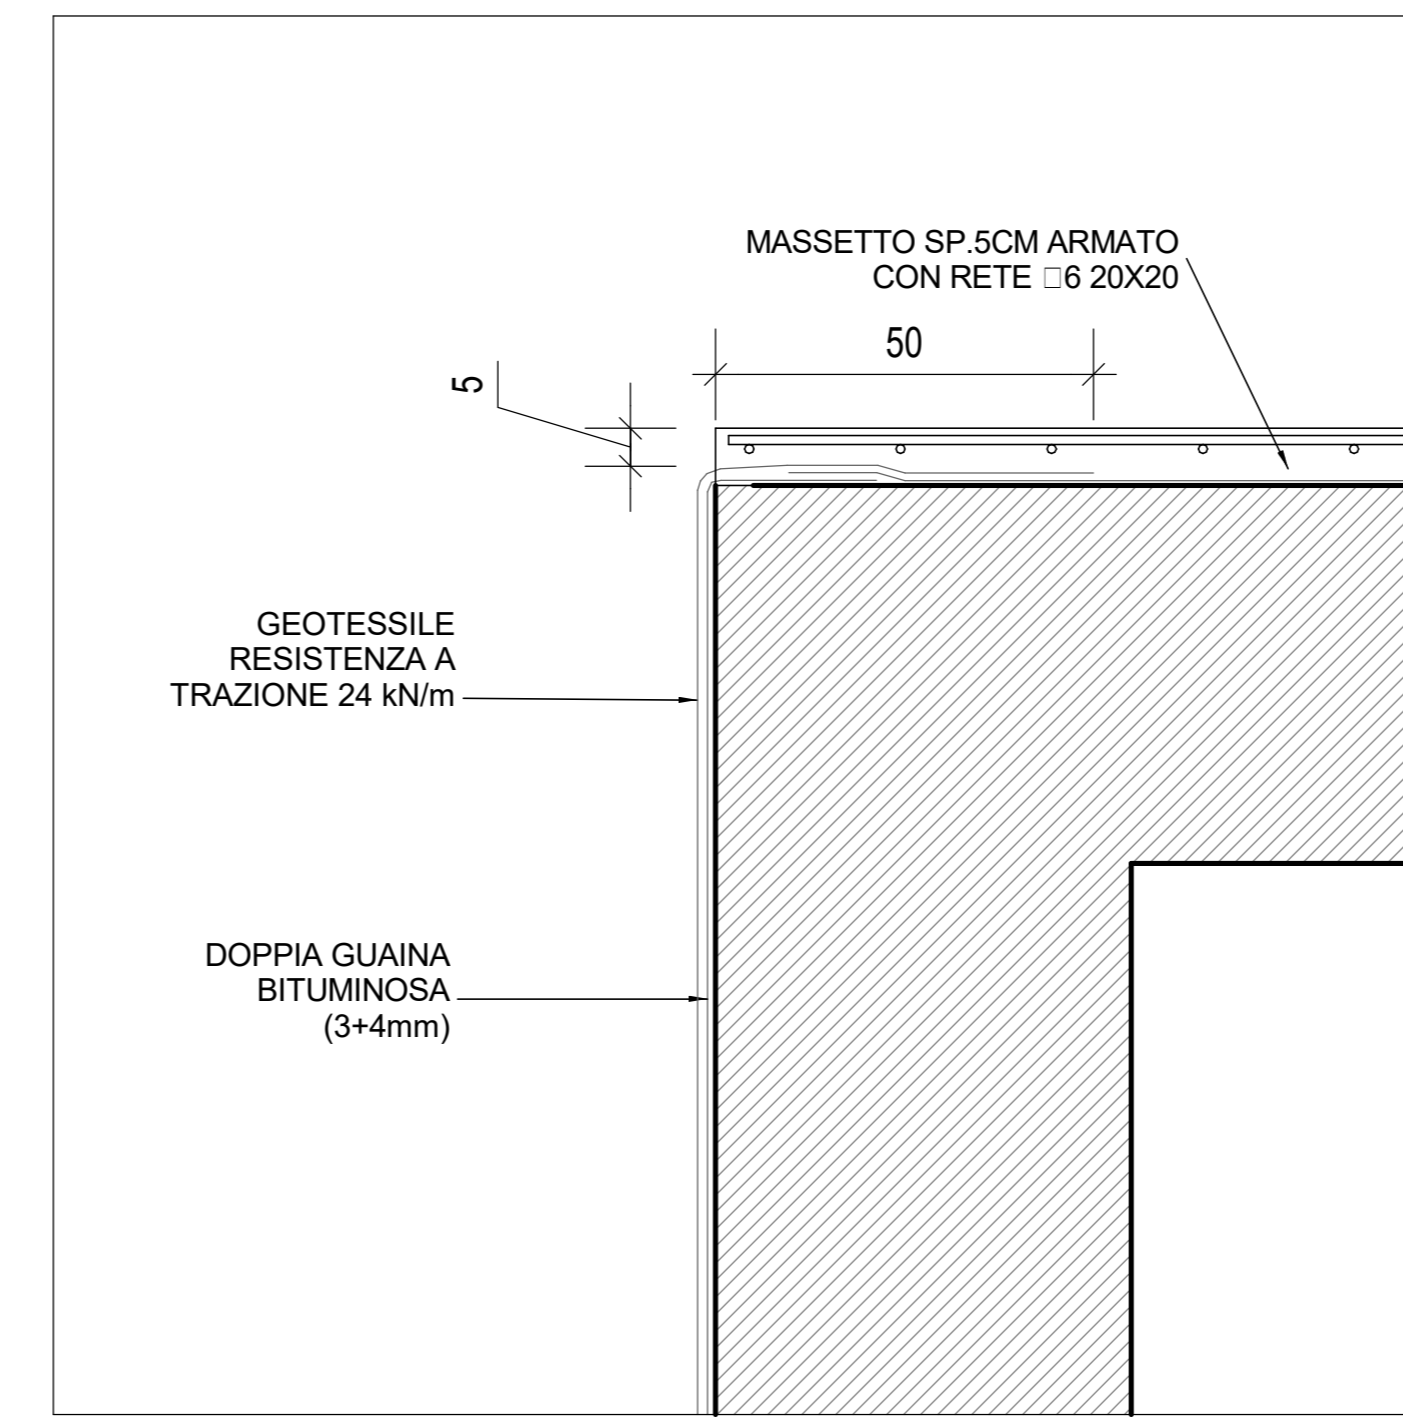 MASSETTO SP.5CM ARMATO
CON RETE □6 20X20
50
5
GEOTESSILE
RESISTENZA A
TRAZIONE 24 kN/m
DOPPIA GUAINA
BITUMINOSA
(3+4mm)